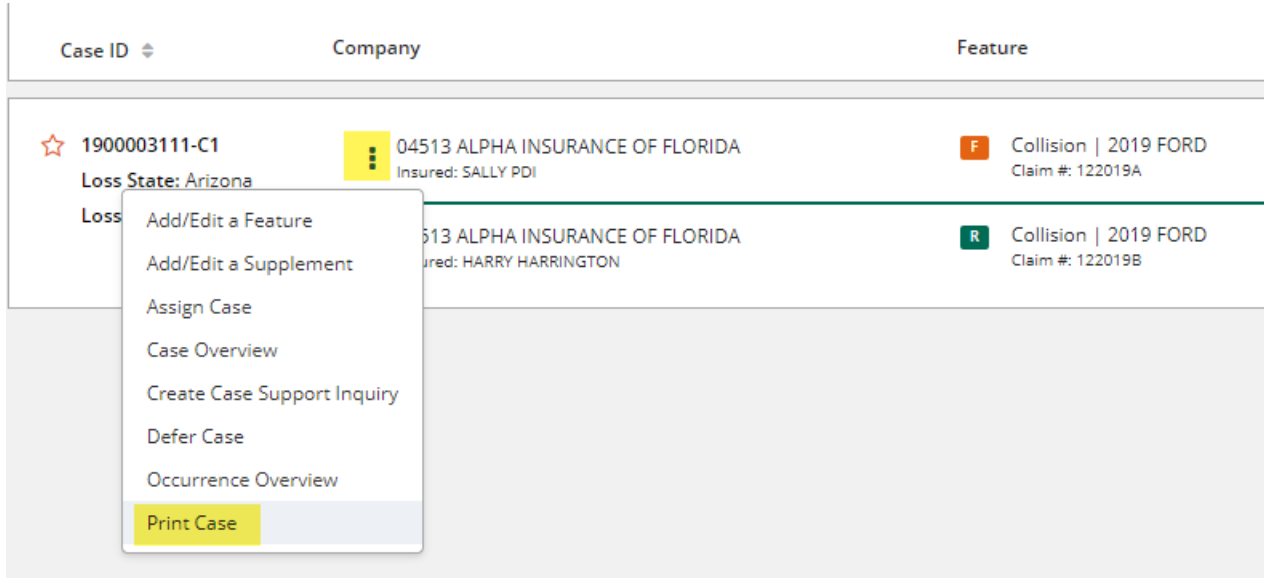 Case ID
Company
Feature
1900003111-C1
04513 ALPHA INSURANCE OF FLORIDA
F
Collision | 2019 FORD
Loss State: Arizona
Insured: SALLY PDI
Claim #: 122019A
Loss
513 ALPHA INSURANCE OF FLORIDA
R
Collision | 2019 FORD
ured: HARRY HARRINGTON
Claim #: 122019B
Add/Edit a Feature
Add/Edit a Supplement
Assign Case
Case Overview
Create Case Support Inquiry
Defer Case
Occurrence Overview
Print Case